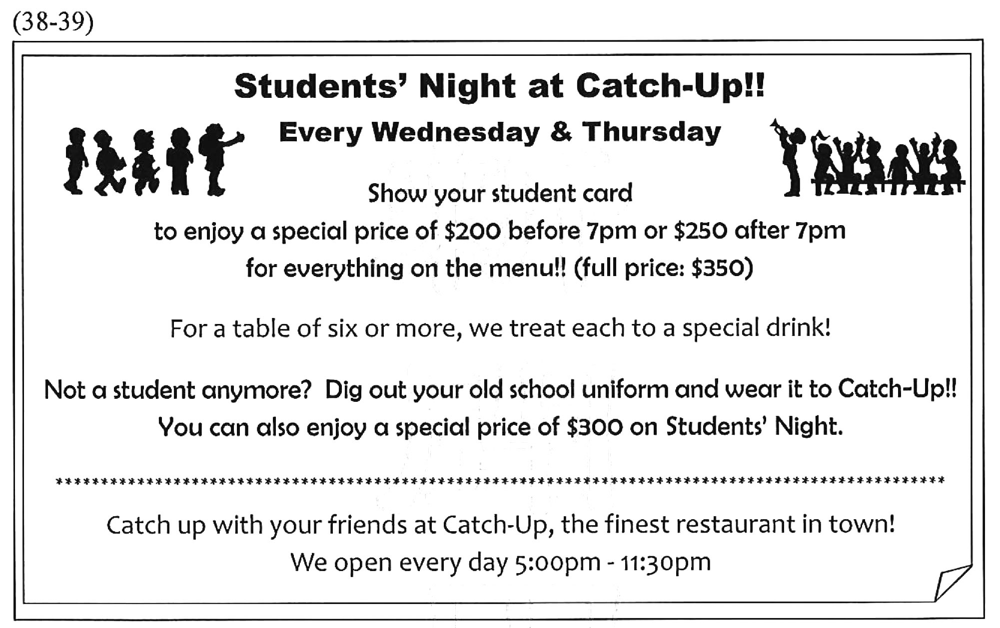 (38-39)
Students’ Night at Catch-Up!!
Every Wednesday & Thursday
Show your student card
to enjoy a special price of $200 before 7pm or $250 after 7pm
for everything on the menu!! (full price: $350)
For a table of six or more, we treat each to a special drink!
Not a student anymore? Dig out your old school uniform and wear it to Catch-Up!!
You can also enjoy a special price of $300 on Students’ Night.
**************************************************************************************************
Catch up with your friends at Catch-Up, the finest restaurant in town!
We open every day 5:00pm - 11:30pm